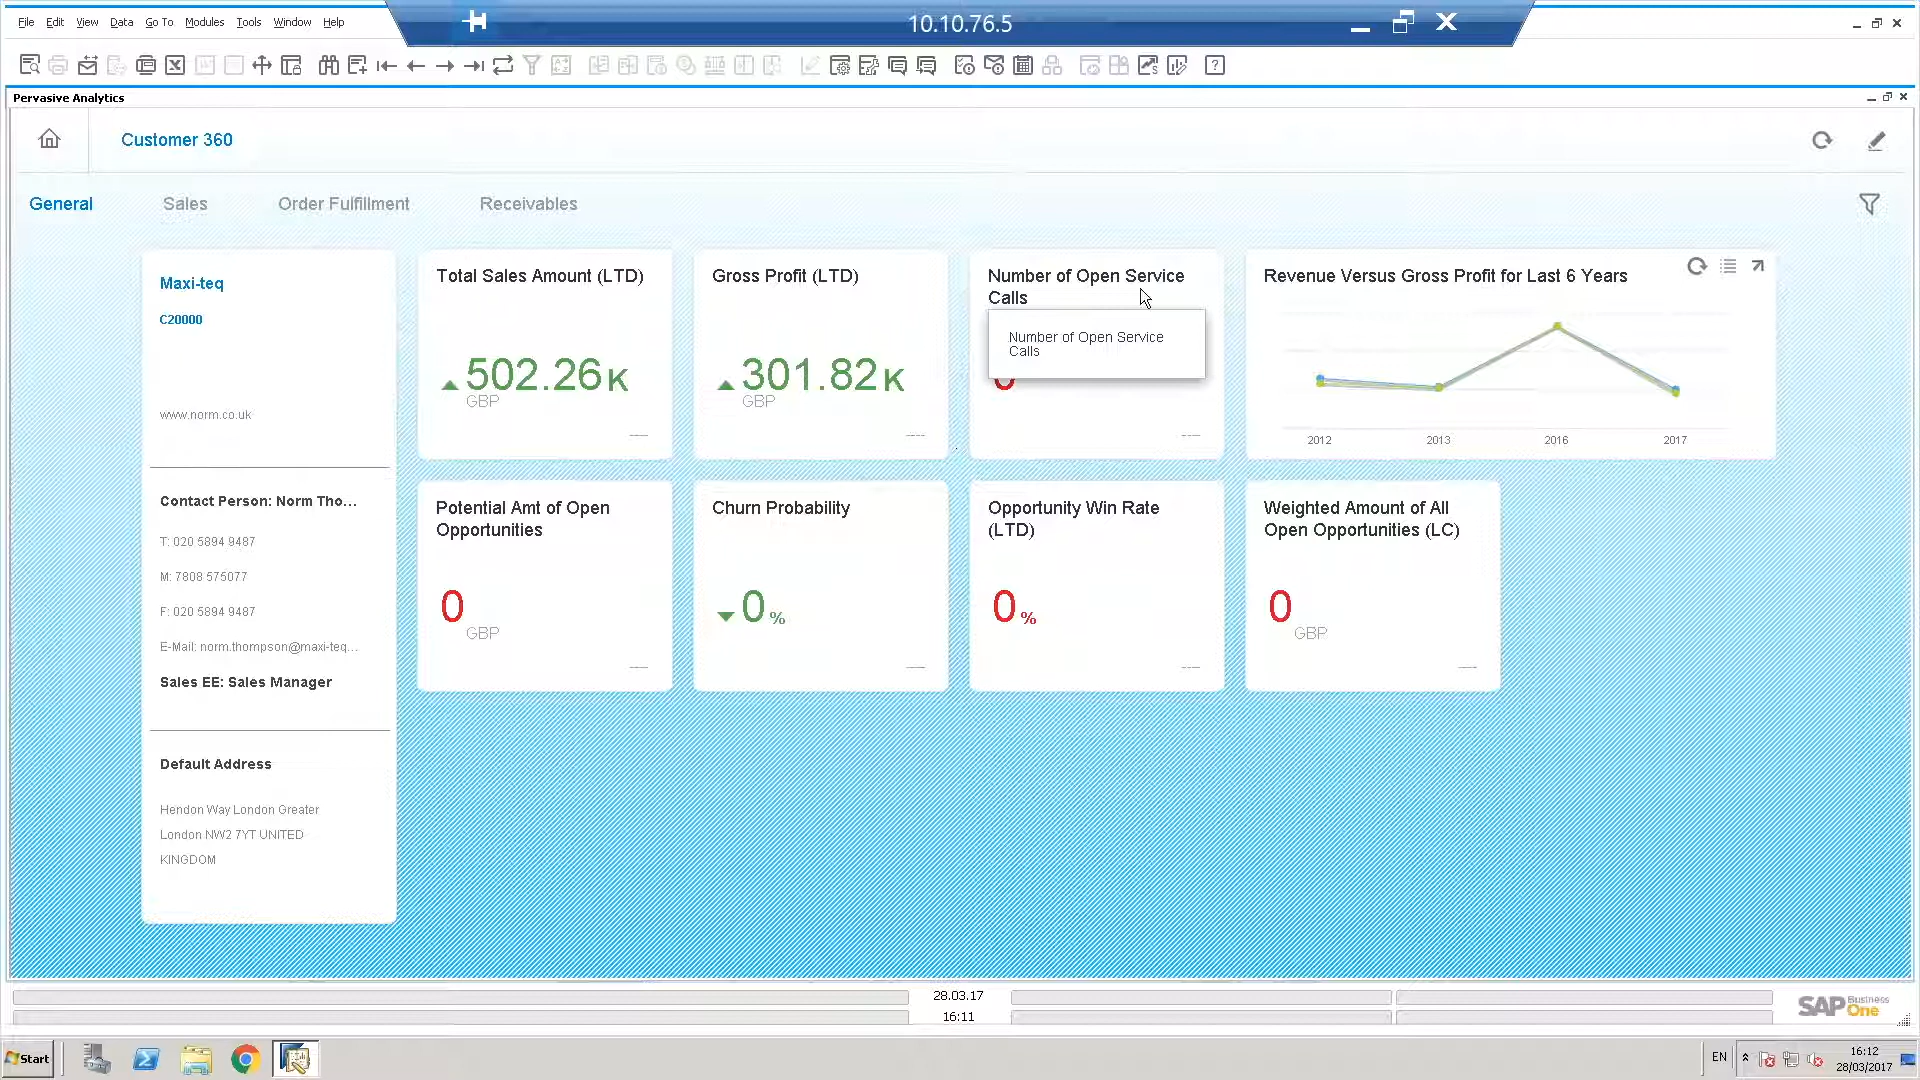 File Edit View Data Go To Modules Tools Window Help
10.10.76.5
Pervasive Analytics
Customer 360
General Sales Order Fulfillment Receivables
Maxi-teq
C20000
www.norm.co.uk
Contact Person: Norm Tho...
T: 020 5894 9487
M: 7808 575077
F: 020 5894 9487
E-Mail: norm.thompson@maxi-teq...
Sales EE: Sales Manager
Default Address
Hendon Way London Greater
London NW2 7YT UNITED
KINGDOM
Total Sales Amount (LTD)
502.26 K
GBP
Gross Profit (LTD)
301.82 K
GBP
Number of Open Service
Calls
Number of Open Service
Calls
0
Revenue Versus Gross Profit for Last 6 Years
2012 2013 2016 2017
Potential Amt of Open
Opportunities
0
GBP
Churn Probability
0 %
Opportunity Win Rate
(LTD)
0 %
Weighted Amount of All
Open Opportunities (LC)
0
GBP
28.03.17
16:11
SAP Business
One
Start
EN
16:12
28/03/2017